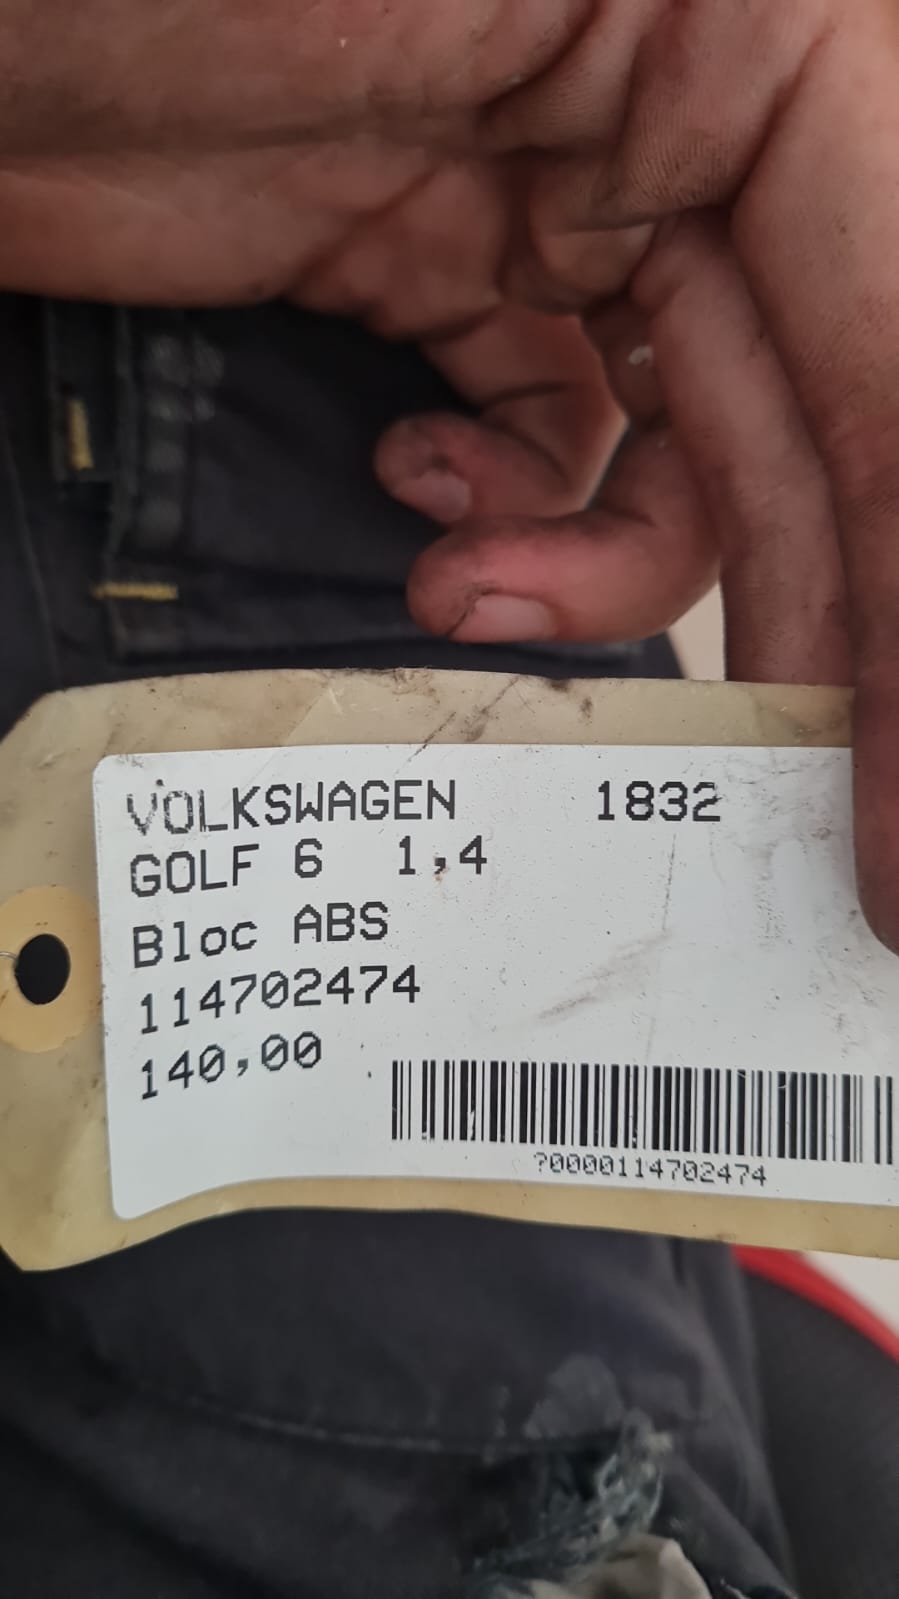 VOLKSWAGEN 1832
GOLF 6 1,4
Bloc ABS
114702474
140,00
?0000114702474